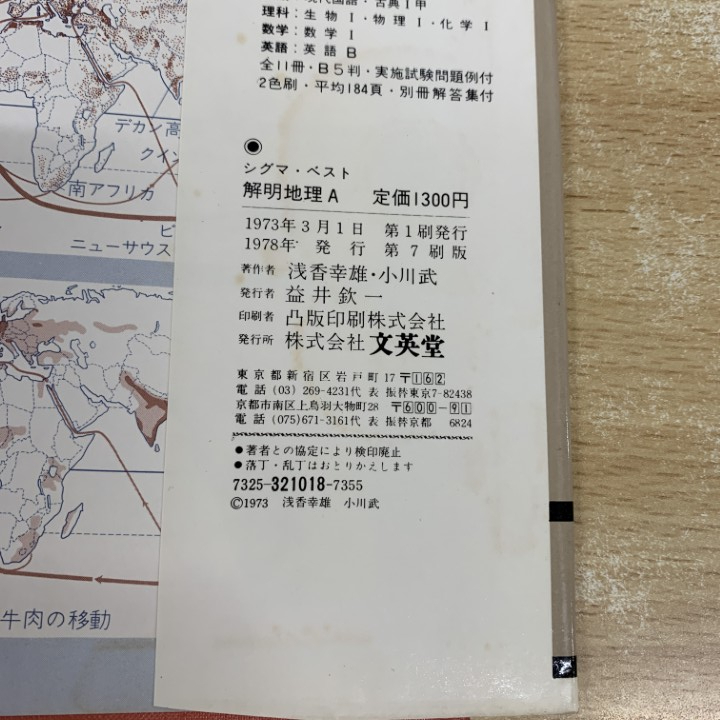 現代国語・古典Ⅰ甲
理科：生物Ⅰ・物理Ⅰ・化学Ⅰ
数学：数学Ⅰ
英語：英語B
全11冊・B5判・実施試験問題例付
2色刷・平均184頁・別冊解答集付
シグマ・ベスト
解明地理A 定価1300円
1973年3月1日 第1刷発行
1978年 発行 第7刷版
著作者 浅香幸雄・小川武
発行者 益井欽一
印刷者 凸版印刷株式会社
発行所 株式会社文英堂
東京都新宿区岩戸町17〒162
電話 (03) 269-4231代表 振替東京7-82438
京都市南区上鳥羽大物町28 〒600-91
電話 (075)671-3161代表 振替京都 6824
●著者との協定により検印廃止
●落丁・乱丁はおとりかえします
7325-321018-7355
©1973 浅香幸雄 小川武
デカン高
クイン
南アフリカ
ニューサウス
牛肉の移動